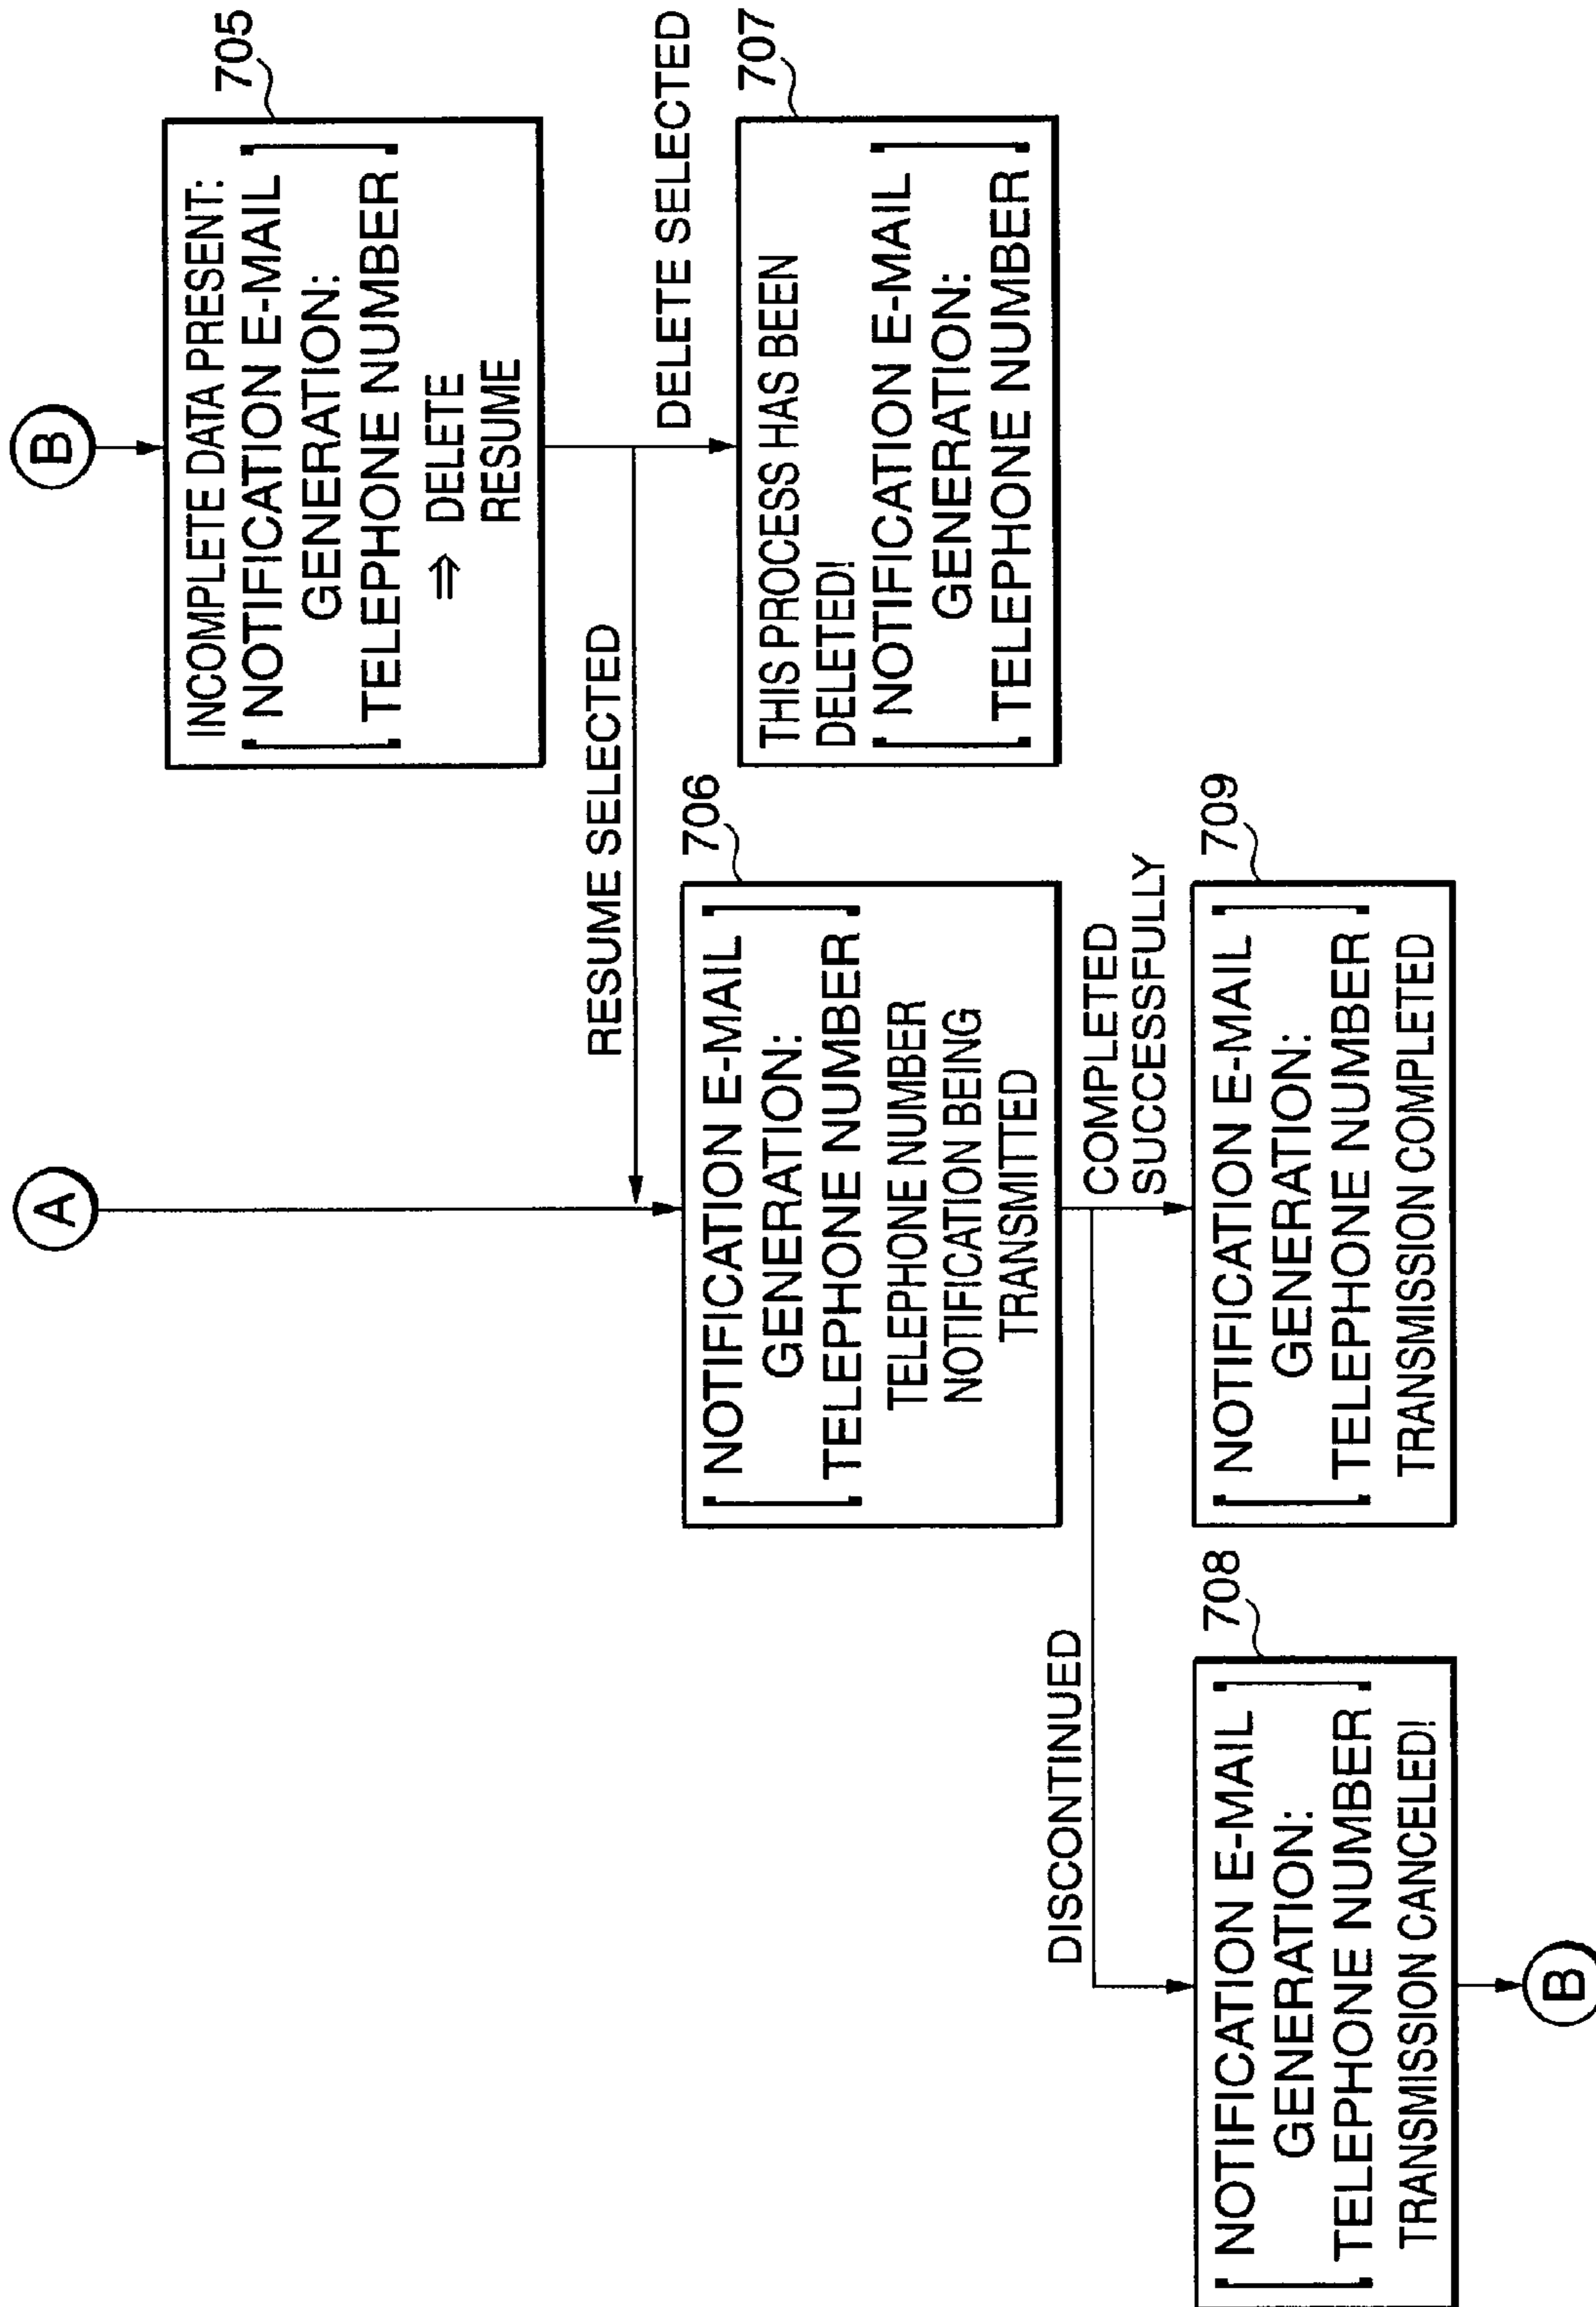 A
B
705
INCOMPLETE DATA PRESENT:
NOTIFICATION E-MAIL
GENERATION:
TELEPHONE NUMBER
⇒ DELETE
RESUME
RESUME SELECTED
DELETE SELECTED
706
NOTIFICATION E-MAIL
GENERATION:
TELEPHONE NUMBER
TELEPHONE NUMBER
NOTIFICATION BEING
TRANSMITTED
707
THIS PROCESS HAS BEEN
DELETED!
NOTIFICATION E-MAIL
GENERATION:
TELEPHONE NUMBER
DISCONTINUED
COMPLETED
SUCCESSFULLY
708
NOTIFICATION E-MAIL
GENERATION:
TELEPHONE NUMBER
TRANSMISSION CANCELED!
709
NOTIFICATION E-MAIL
GENERATION:
TELEPHONE NUMBER
TRANSMISSION COMPLETED
B